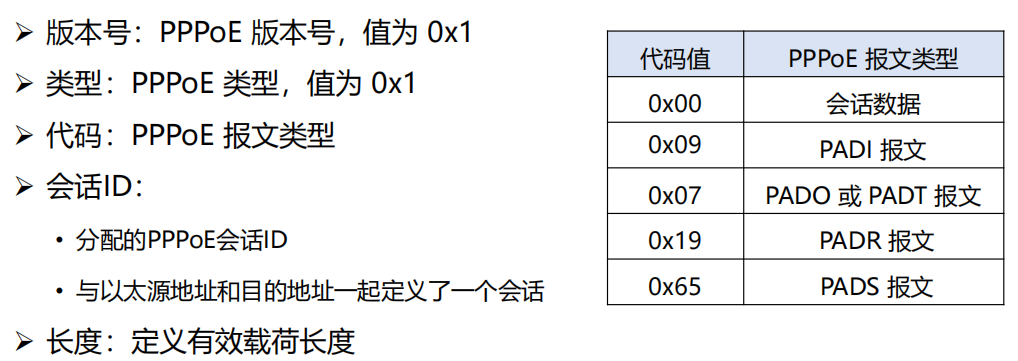 ➢ 版本号：PPPoE 版本号，值为 0x1
➢ 类型：PPPoE 类型，值为 0x1
➢ 代码：PPPoE 报文类型
➢ 会话ID：
• 分配的PPPoE会话ID
• 与以太源地址和目的地址一起定义了一个会话
➢ 长度：定义有效载荷长度
代码值 PPPoE 报文类型
0x00 会话数据
0x09 PADI 报文
0x07 PADO 或 PADT 报文
0x19 PADR 报文
0x65 PADS 报文